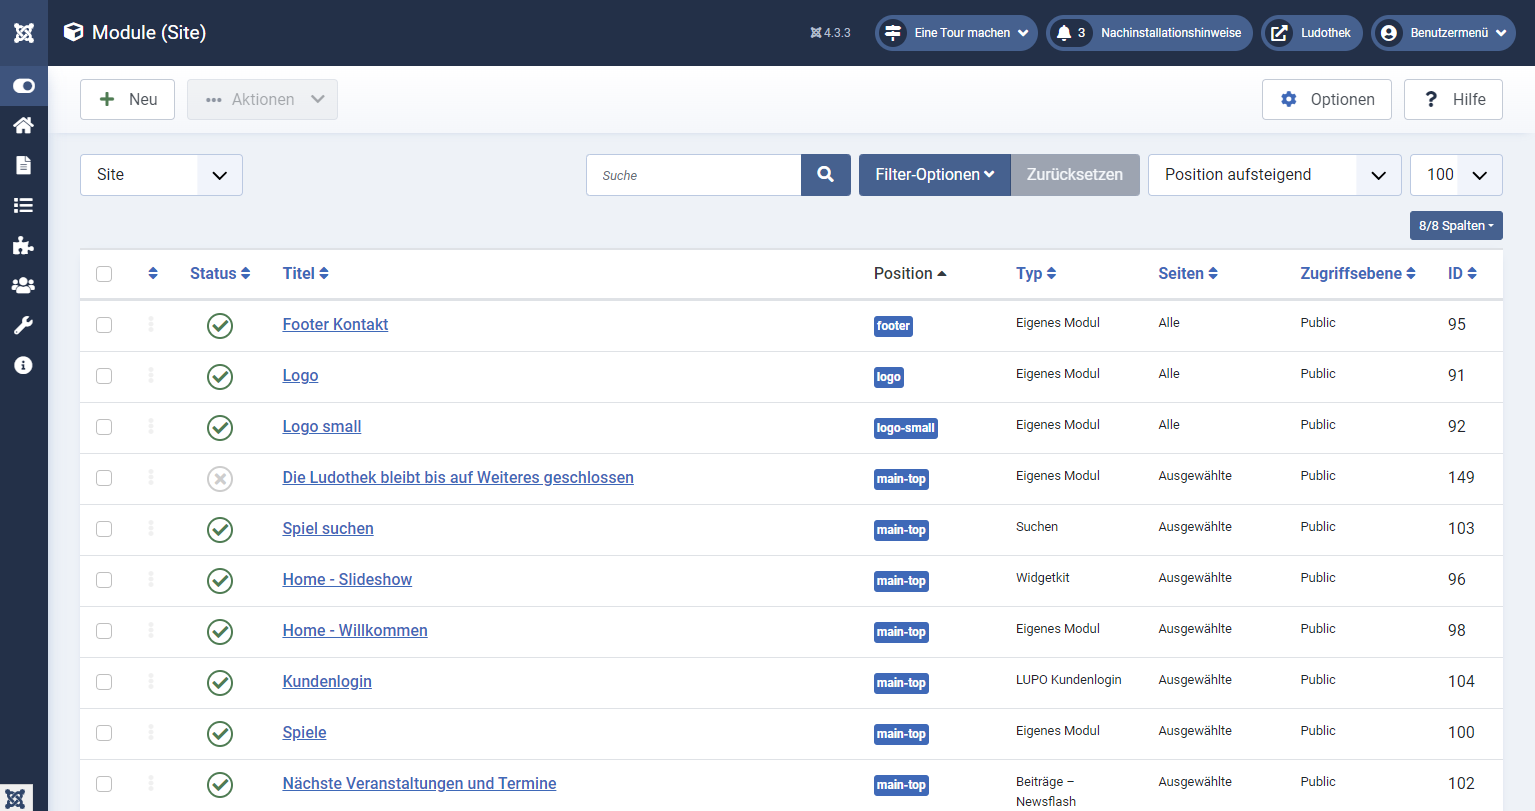 Module (Site)
4.3.3
Eine Tour machen
3 Nachinstallationshinweise
Ludothek
Benutzermenü
Neu
Aktionen
Optionen
Hilfe
Site
Suche
Filter-Optionen
Zurücksetzen
Position aufsteigend
100
8/8 Spalten
Status Titel Position Typ Seiten Zugriffsebene ID
Footer Kontakt footer Eigenes Modul Alle Public 95
Logo logo Eigenes Modul Alle Public 91
Logo small logo-small Eigenes Modul Alle Public 92
Die Ludothek bleibt bis auf Weiteres geschlossen main-top Eigenes Modul Ausgewählte Public 149
Spiel suchen main-top Suchen Ausgewählte Public 103
Home - Slideshow main-top Widgetkit Ausgewählte Public 96
Home - Willkommen main-top Eigenes Modul Ausgewählte Public 98
Kundenlogin main-top LUPO Kundenlogin Ausgewählte Public 104
Spiele main-top Eigenes Modul Ausgewählte Public 100
Nächste Veranstaltungen und Termine main-top Beiträge – Ausgewählte Public 102
Newsflash